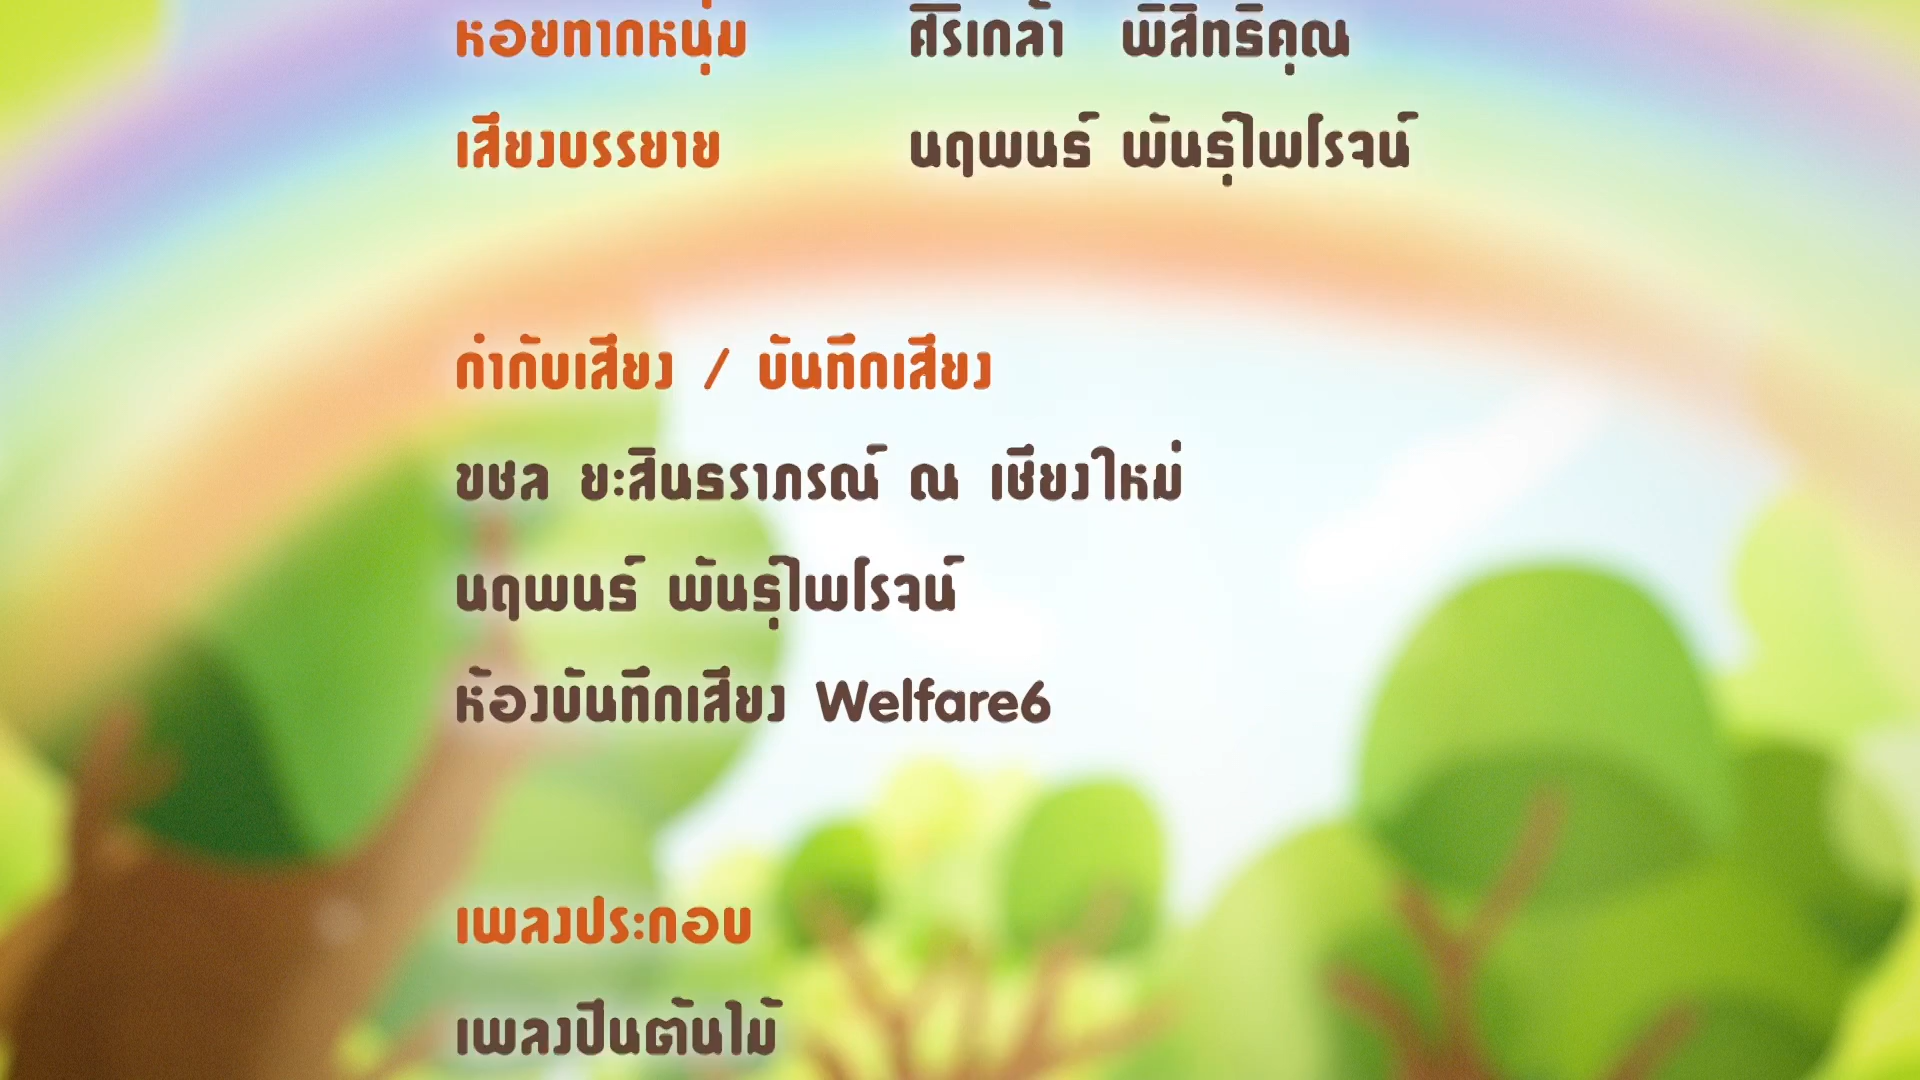 หอยทากหนุ่ม ศิริเกล้า พิสิทธิคุณ
เสียงบรรยาย นฤพนธ์ พันธุ์ไพโรจน์
กำกับเสียง / บันทึกเสียง
ขชล ยะสินธราภรณ์ ณ เชียงใหม่
นฤพนธ์ พันธุ์ไพโรจน์
ห้องบันทึกเสียง Welfare6
เพลงประกอบ
เพลงปีนต้นไม้